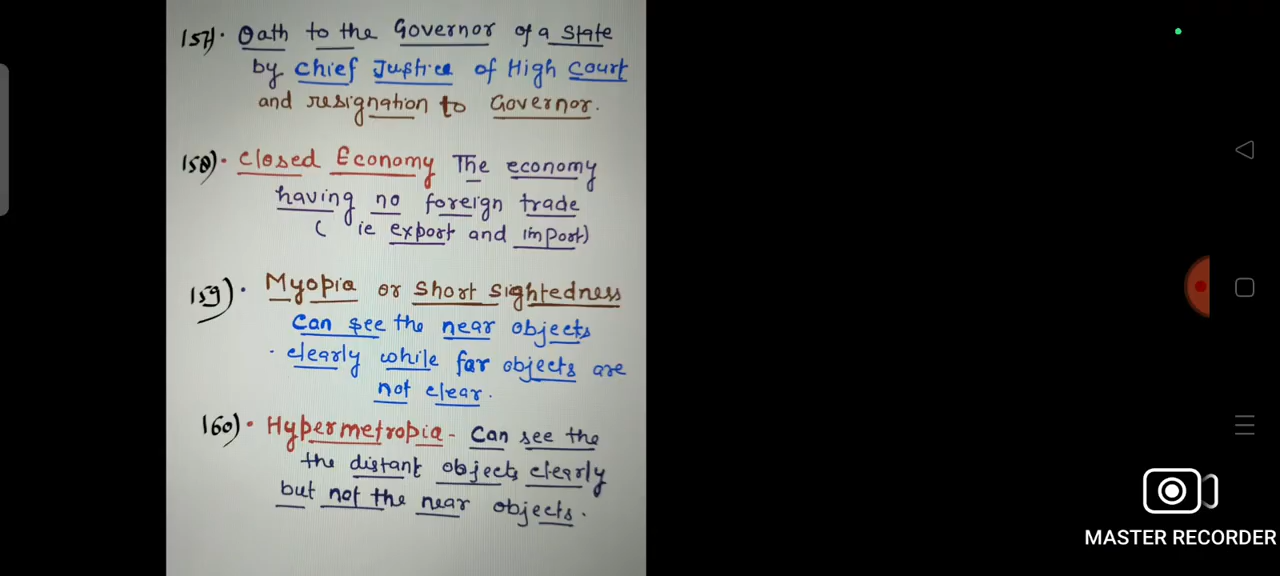 157). Oath to the Governor of a State
by Chief Justice of High Court
and resignation to Governor.
158). Closed Economy The economy
having no foreign trade
( ie export and import)
159). Myopia or Short Sightedness
Can see the near objects
. clearly while far objects are
not clear.
160). Hypermetropia - Can see the
the distant objects clearly
but not the near objects.
MASTER RECORDER